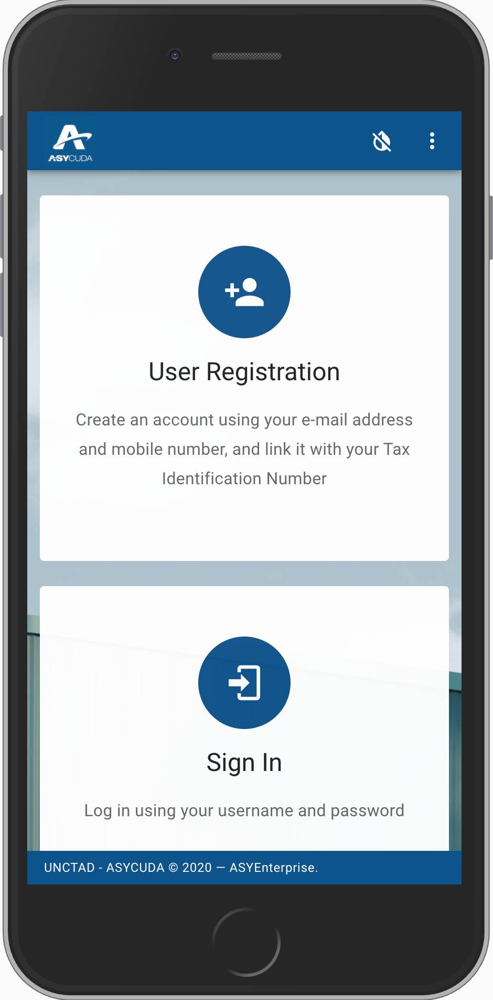 ASYCUDA
User Registration
Create an account using your e-mail address
and mobile number, and link it with your Tax
Identification Number
Sign In
Log in using your username and password
UNCTAD - ASYCUDA © 2020 — ASYEnterprise.